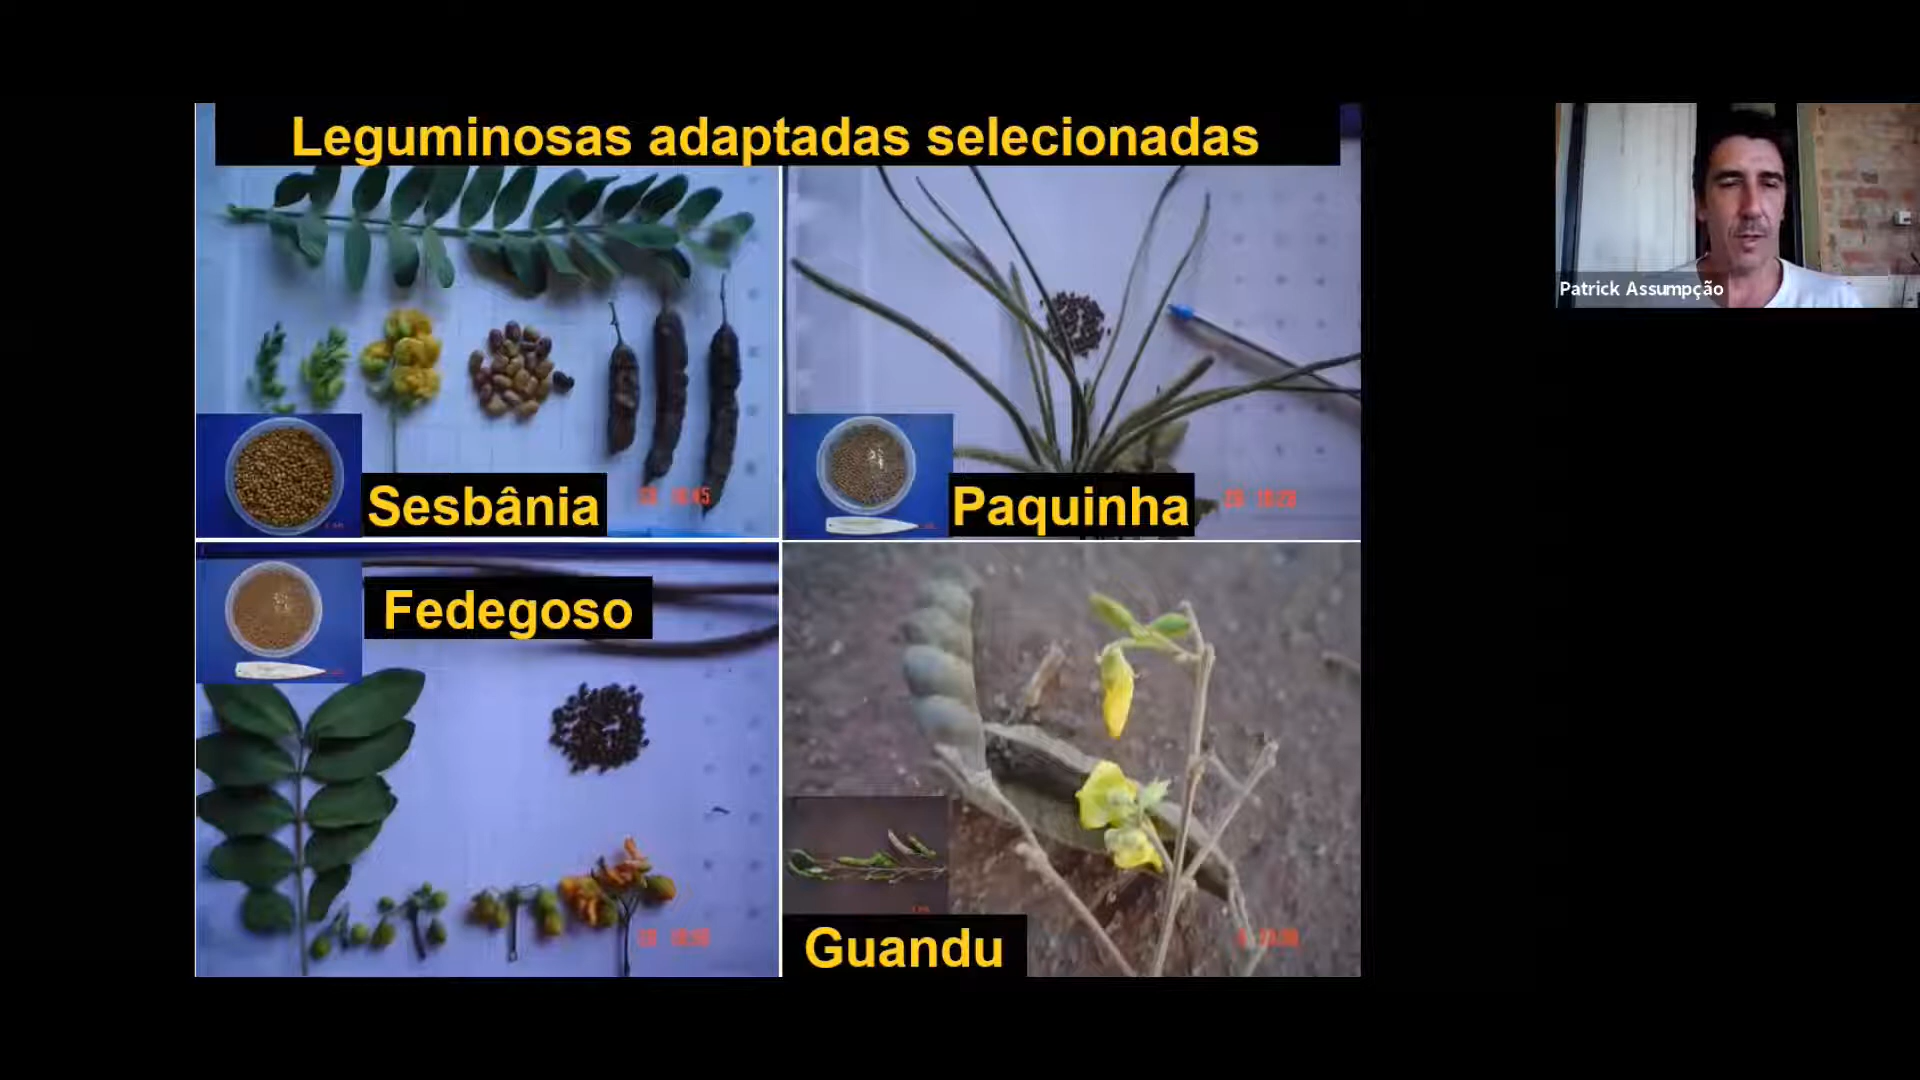 Leguminosas adaptadas selecionadas
Patrick Assumpção
Sesbânia
Paquinha
Fedegoso
Guandu